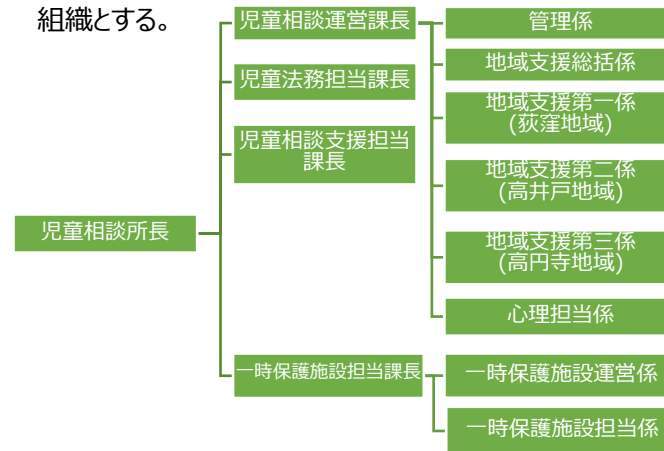 組織とする。
児童相談所長
児童相談運営課長
児童法務担当課長
児童相談支援担当
課長
一時保護施設担当課長
管理係
地域支援総括係
地域支援第一係
(荻窪地域)
地域支援第二係
(高井戸地域)
地域支援第三係
(高円寺地域)
心理担当係
一時保護施設運営係
一時保護施設担当係